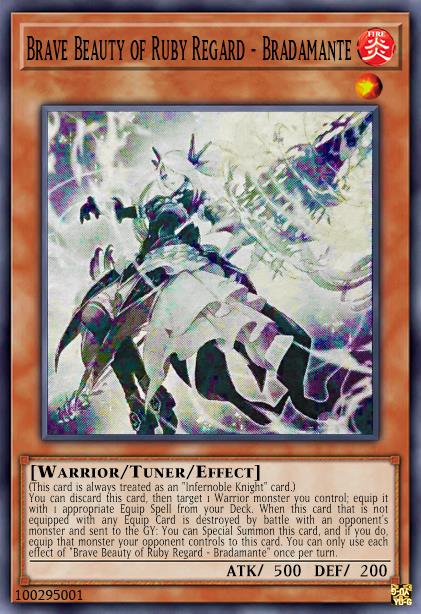 Brave Beauty of Ruby Regard - Bradamante
FIRE
炎
[Warrior/Tuner/Effect]
(This card is always treated as an "Infernoble Knight" card.)
You can discard this card, then target 1 Warrior monster you control; equip it
with 1 appropriate Equip Spell from your Deck. When this card that is not
equipped with any Equip Card is destroyed by battle with an opponent's
monster and sent to the GY: You can Special Summon this card, and if you do,
equip that monster your opponent controls to this card. You can only use each
effect of "Brave Beauty of Ruby Regard - Bradamante" once per turn.
ATK/ 500 DEF/ 200
100295001